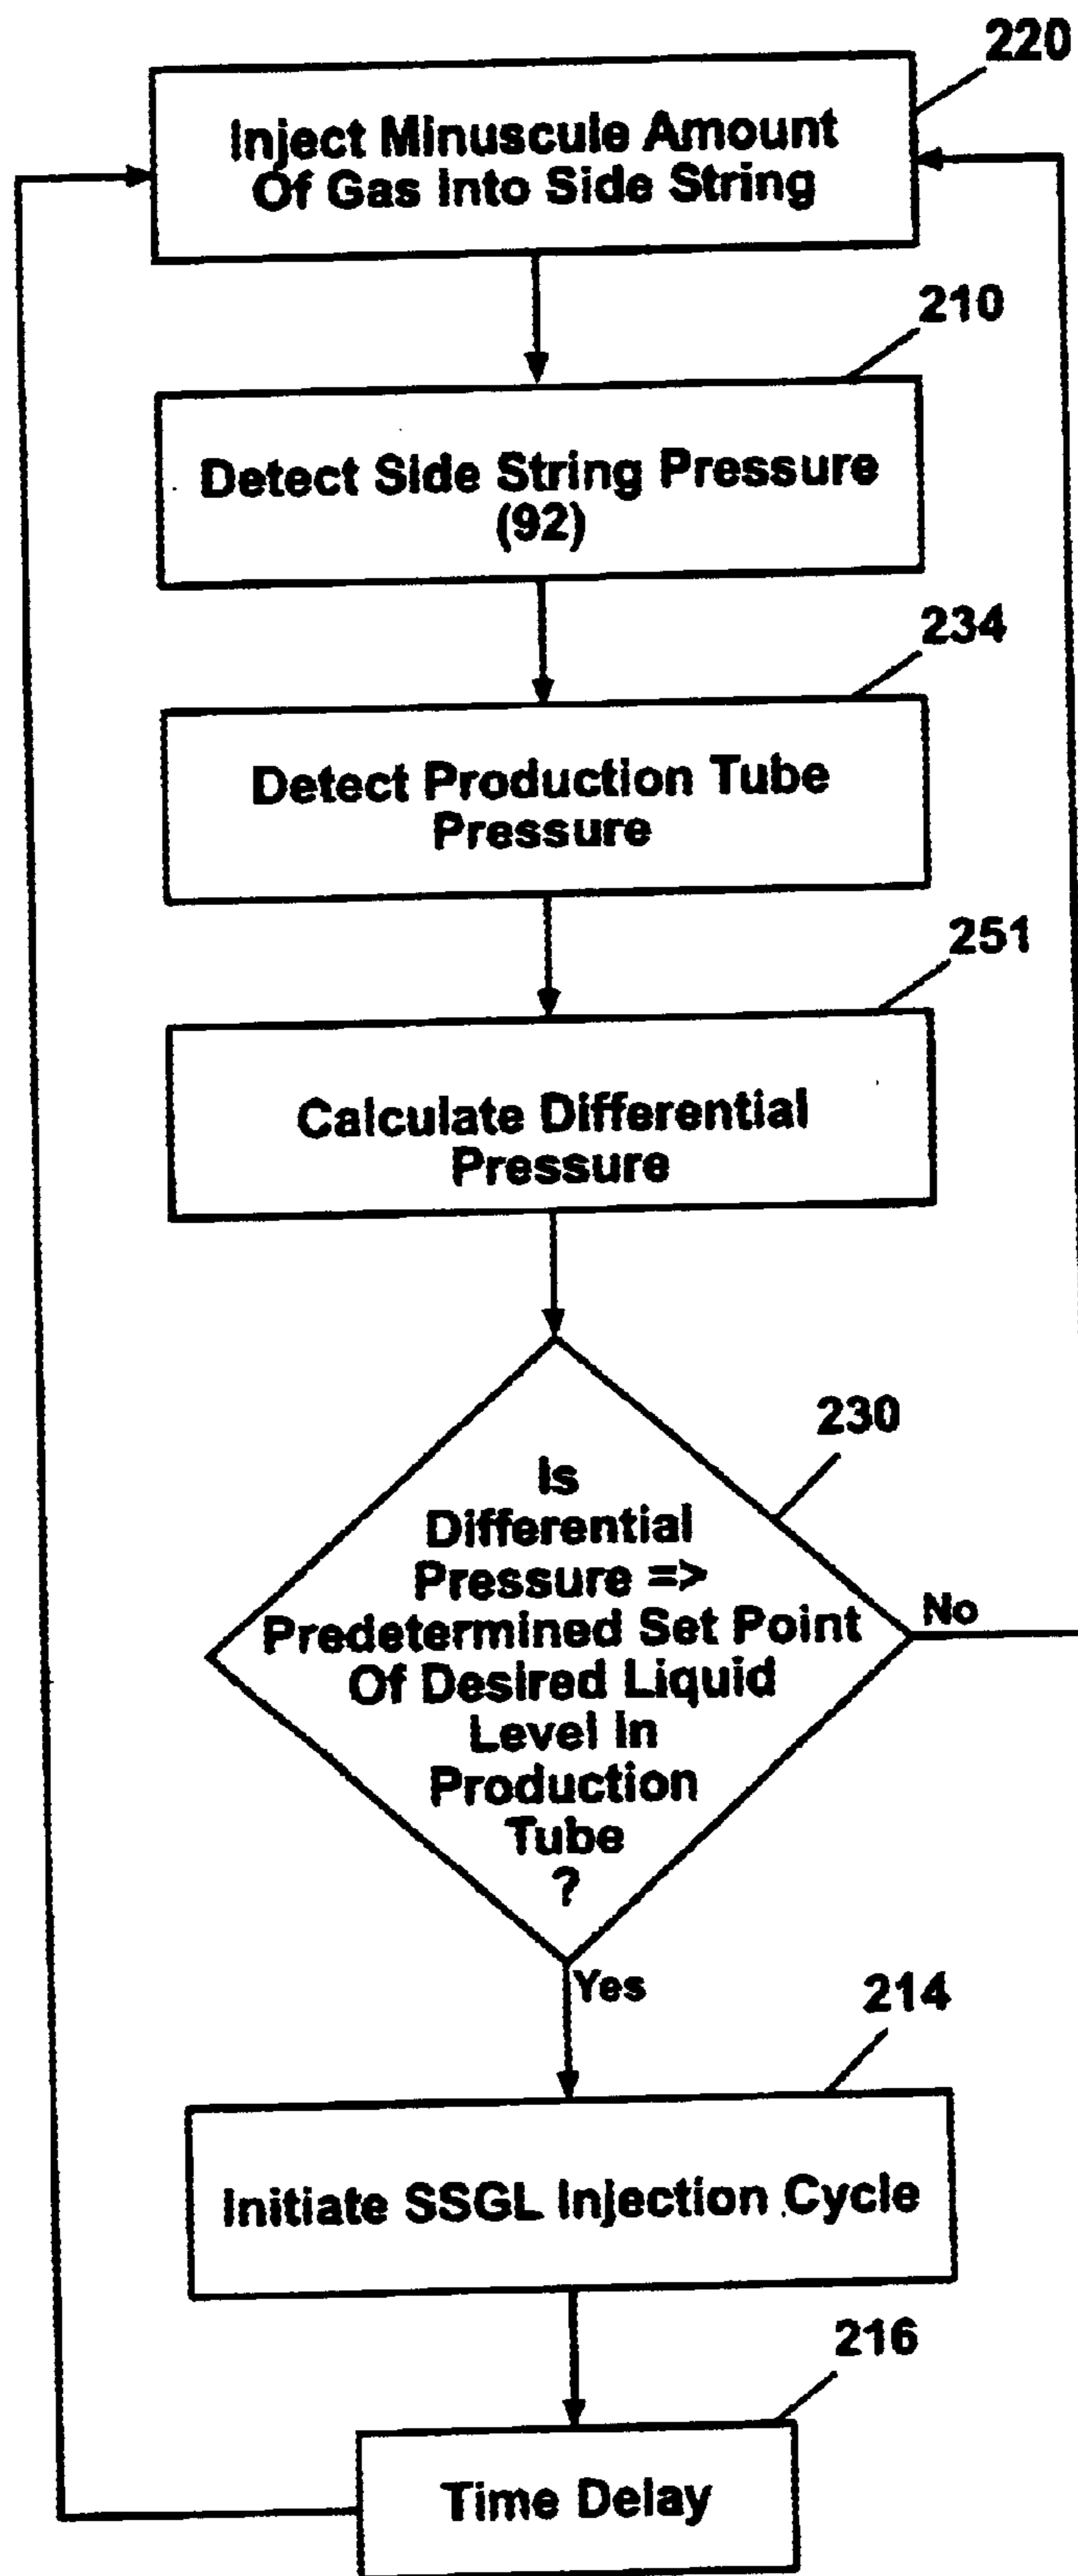 220
Inject Minuscule Amount
Of Gas Into Side String
210
Detect Side String Pressure
(92)
234
Detect Production Tube
Pressure
251
Calculate Differential
Pressure
230
Is
Differential
Pressure =>
Predetermined Set Point
Of Desired Liquid
Level In
Production
Tube
?
No
Yes
214
Initiate SSGL Injection Cycle
216
Time Delay